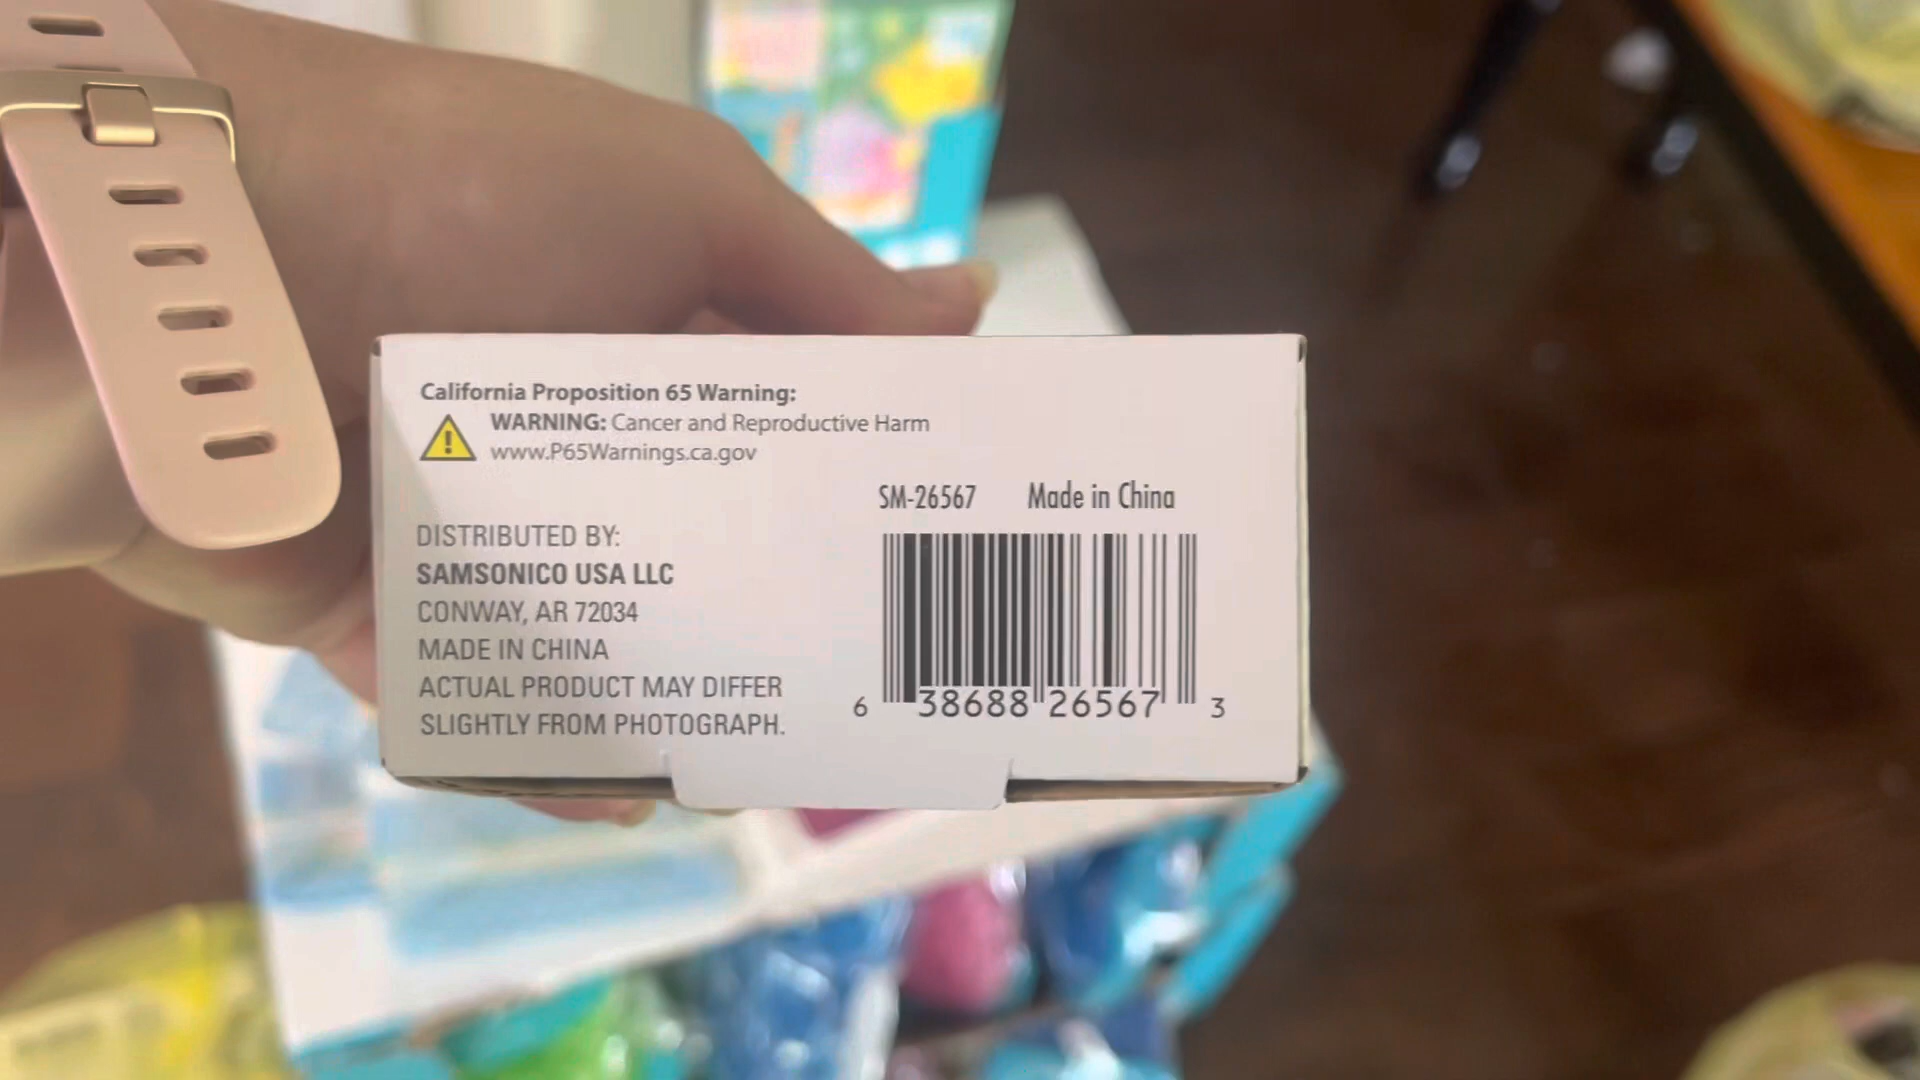 California Proposition 65 Warning:
WARNING: Cancer and Reproductive Harm
www.P65Warnings.ca.gov
SM-26567 Made in China
DISTRIBUTED BY:
SAMSONICO USA LLC
CONWAY, AR 72034
MADE IN CHINA
ACTUAL PRODUCT MAY DIFFER
SLIGHTLY FROM PHOTOGRAPH.
6 38688 26567 3